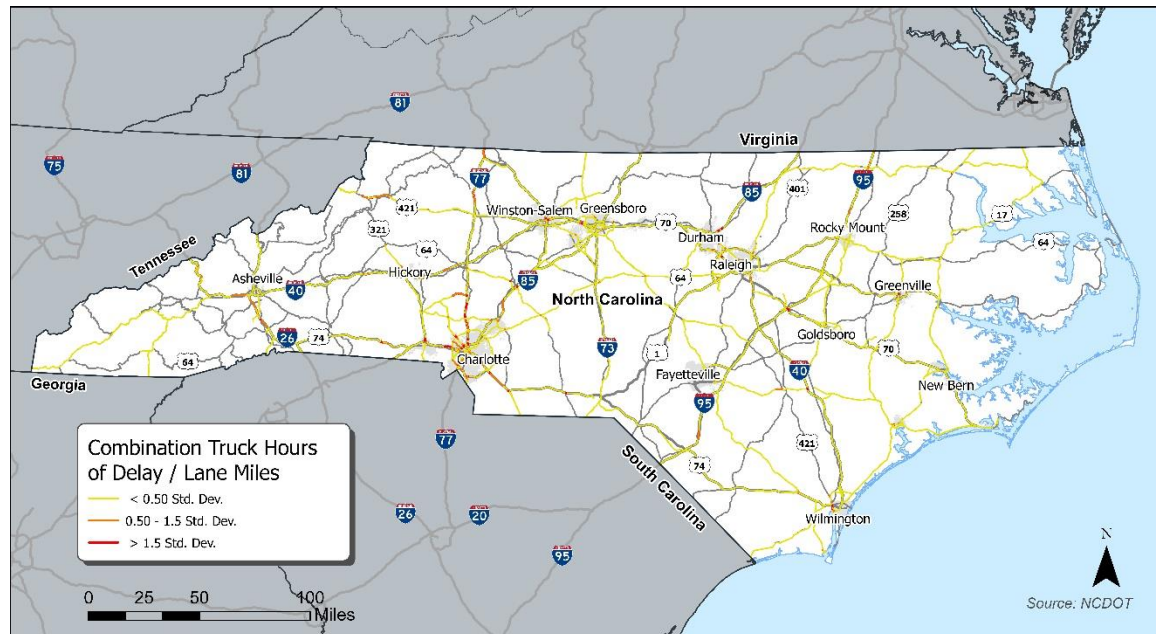 81
Virginia
75
81
77
421
85
401
95
258
17
Winston-Salem
Greensboro
70
Durham
Rocky Mount
321
64
Raleigh
64
64
Tennessee
Asheville
Hickory
40
85
North Carolina
Greenville
26
74
Charlotte
73
1
Goldsboro
70
64
Fayetteville
40
New Bern
Georgia
95
77
South Carolina
74
421
Wilmington
26
20
95
Combination Truck Hours
of Delay / Lane Miles
< 0.50 Std. Dev.
0.50 - 1.5 Std. Dev.
> 1.5 Std. Dev.
0 25 50 100
Miles
N
Source: NCDOT